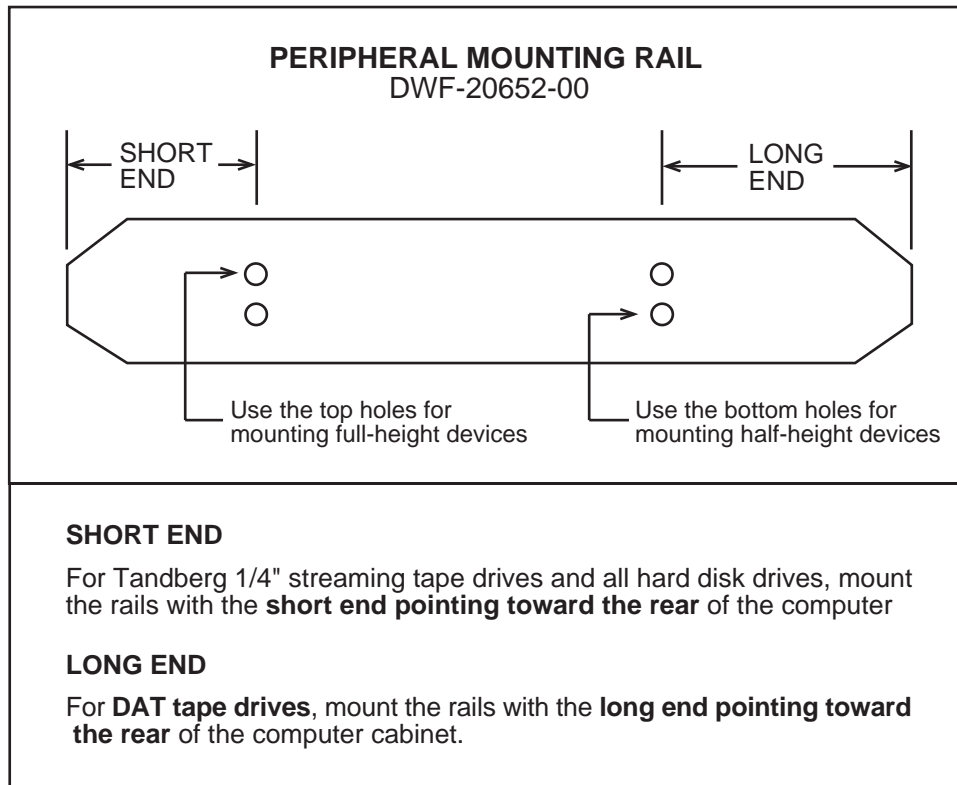 PERIPHERAL MOUNTING RAIL
DWF-20652-00
SHORT
END
LONG
END
Use the top holes for
mounting full-height devices
Use the bottom holes for
mounting half-height devices
SHORT END
For Tandberg 1/4" streaming tape drives and all hard disk drives, mount
the rails with the short end pointing toward the rear of the computer
LONG END
For DAT tape drives, mount the rails with the long end pointing toward
the rear of the computer cabinet.